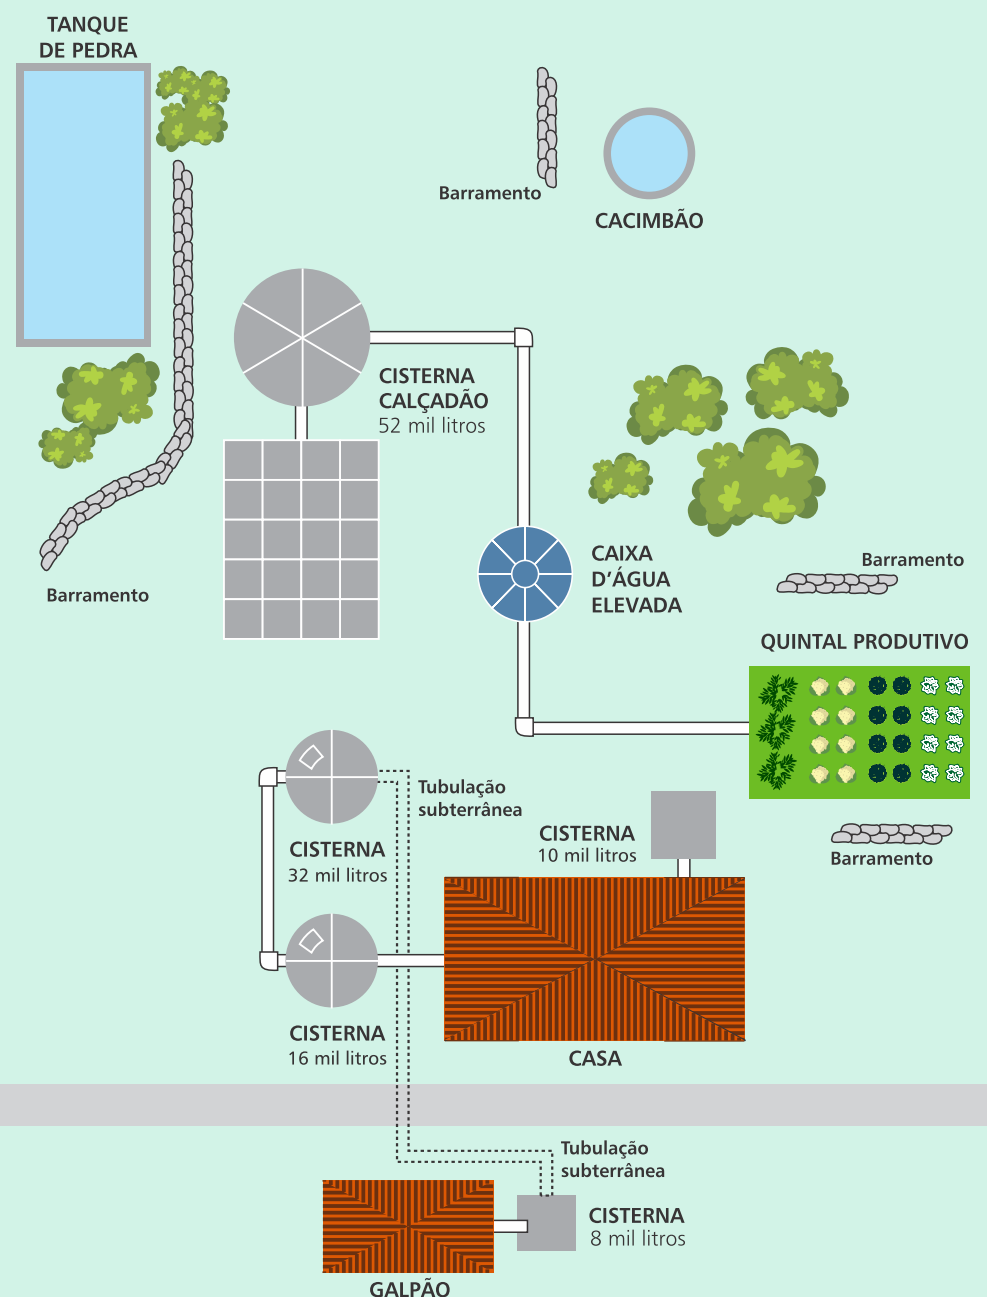 TANQUE
DE PEDRA
Barramento
CACIMBÃO
CISTERNA
CALÇADÃO
52 mil litros
CAIXA
D’ÁGUA
ELEVADA
Barramento
Barramento
QUINTAL PRODUTIVO
Tubulação
subterrânea
CISTERNA
32 mil litros
CISTERNA
10 mil litros
Barramento
CISTERNA
16 mil litros
CASA
Tubulação
subterrânea
CISTERNA
8 mil litros
GALPÃO